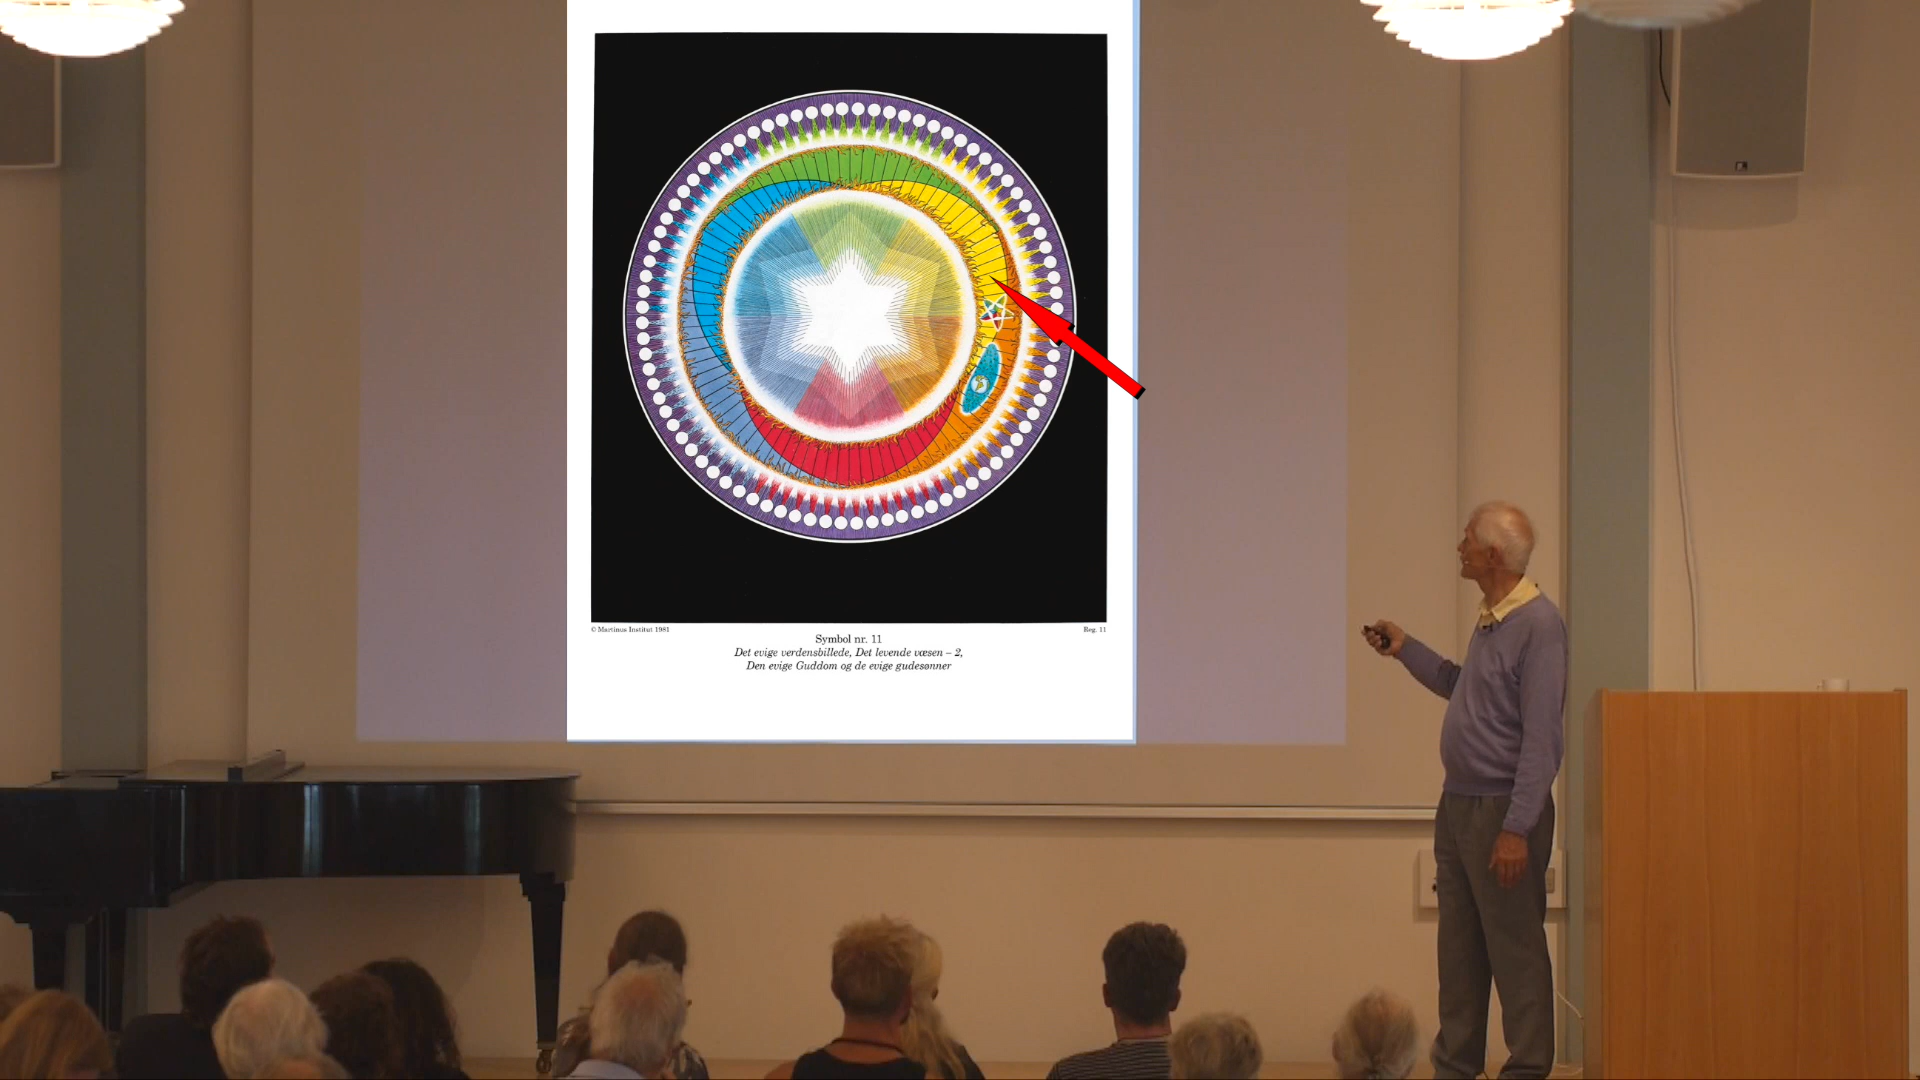 © Martinus Institut 1981
Reg. 11
Symbol nr. 11
Det evige verdensbillede, Det levende væsen – 2,
Den evige Guddom og de evige gudesønner